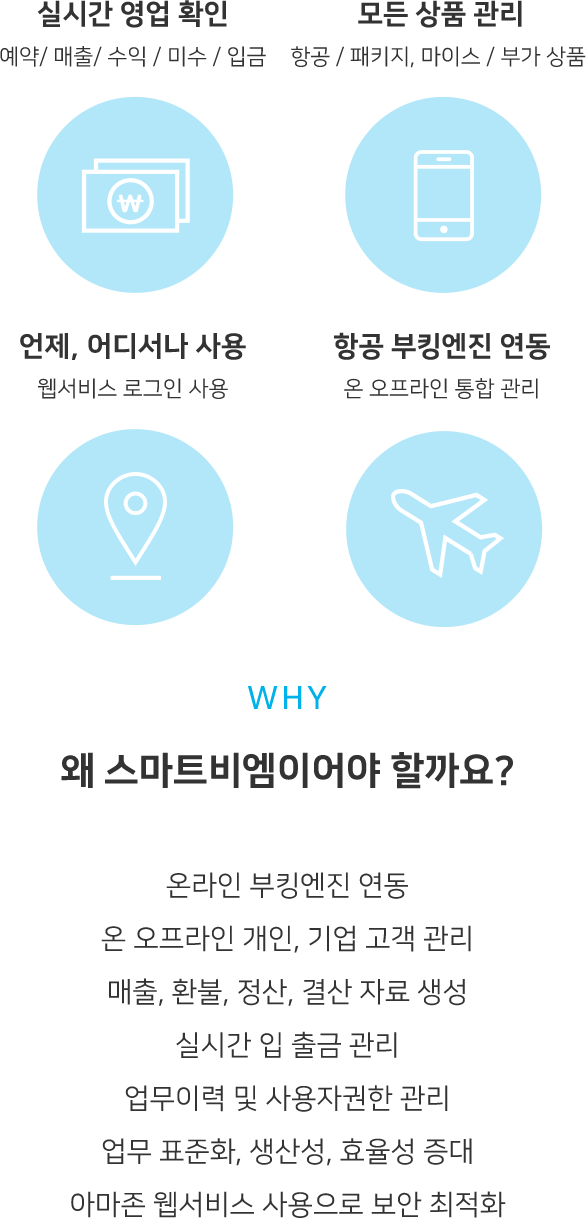 실시간 영업 확인
예약/ 매출/ 수익 / 미수 / 입금
모든 상품 관리
항공 / 패키지, 마이스 / 부가 상품
₩
언제, 어디서나 사용
웹서비스 로그인 사용
항공 부킹엔진 연동
온 오프라인 통합 관리
WHY
왜 스마트비엠이어야 할까요?
온라인 부킹엔진 연동
온 오프라인 개인, 기업 고객 관리
매출, 환불, 정산, 결산 자료 생성
실시간 입 출금 관리
업무이력 및 사용자권한 관리
업무 표준화, 생산성, 효율성 증대
아마존 웹서비스 사용으로 보안 최적화